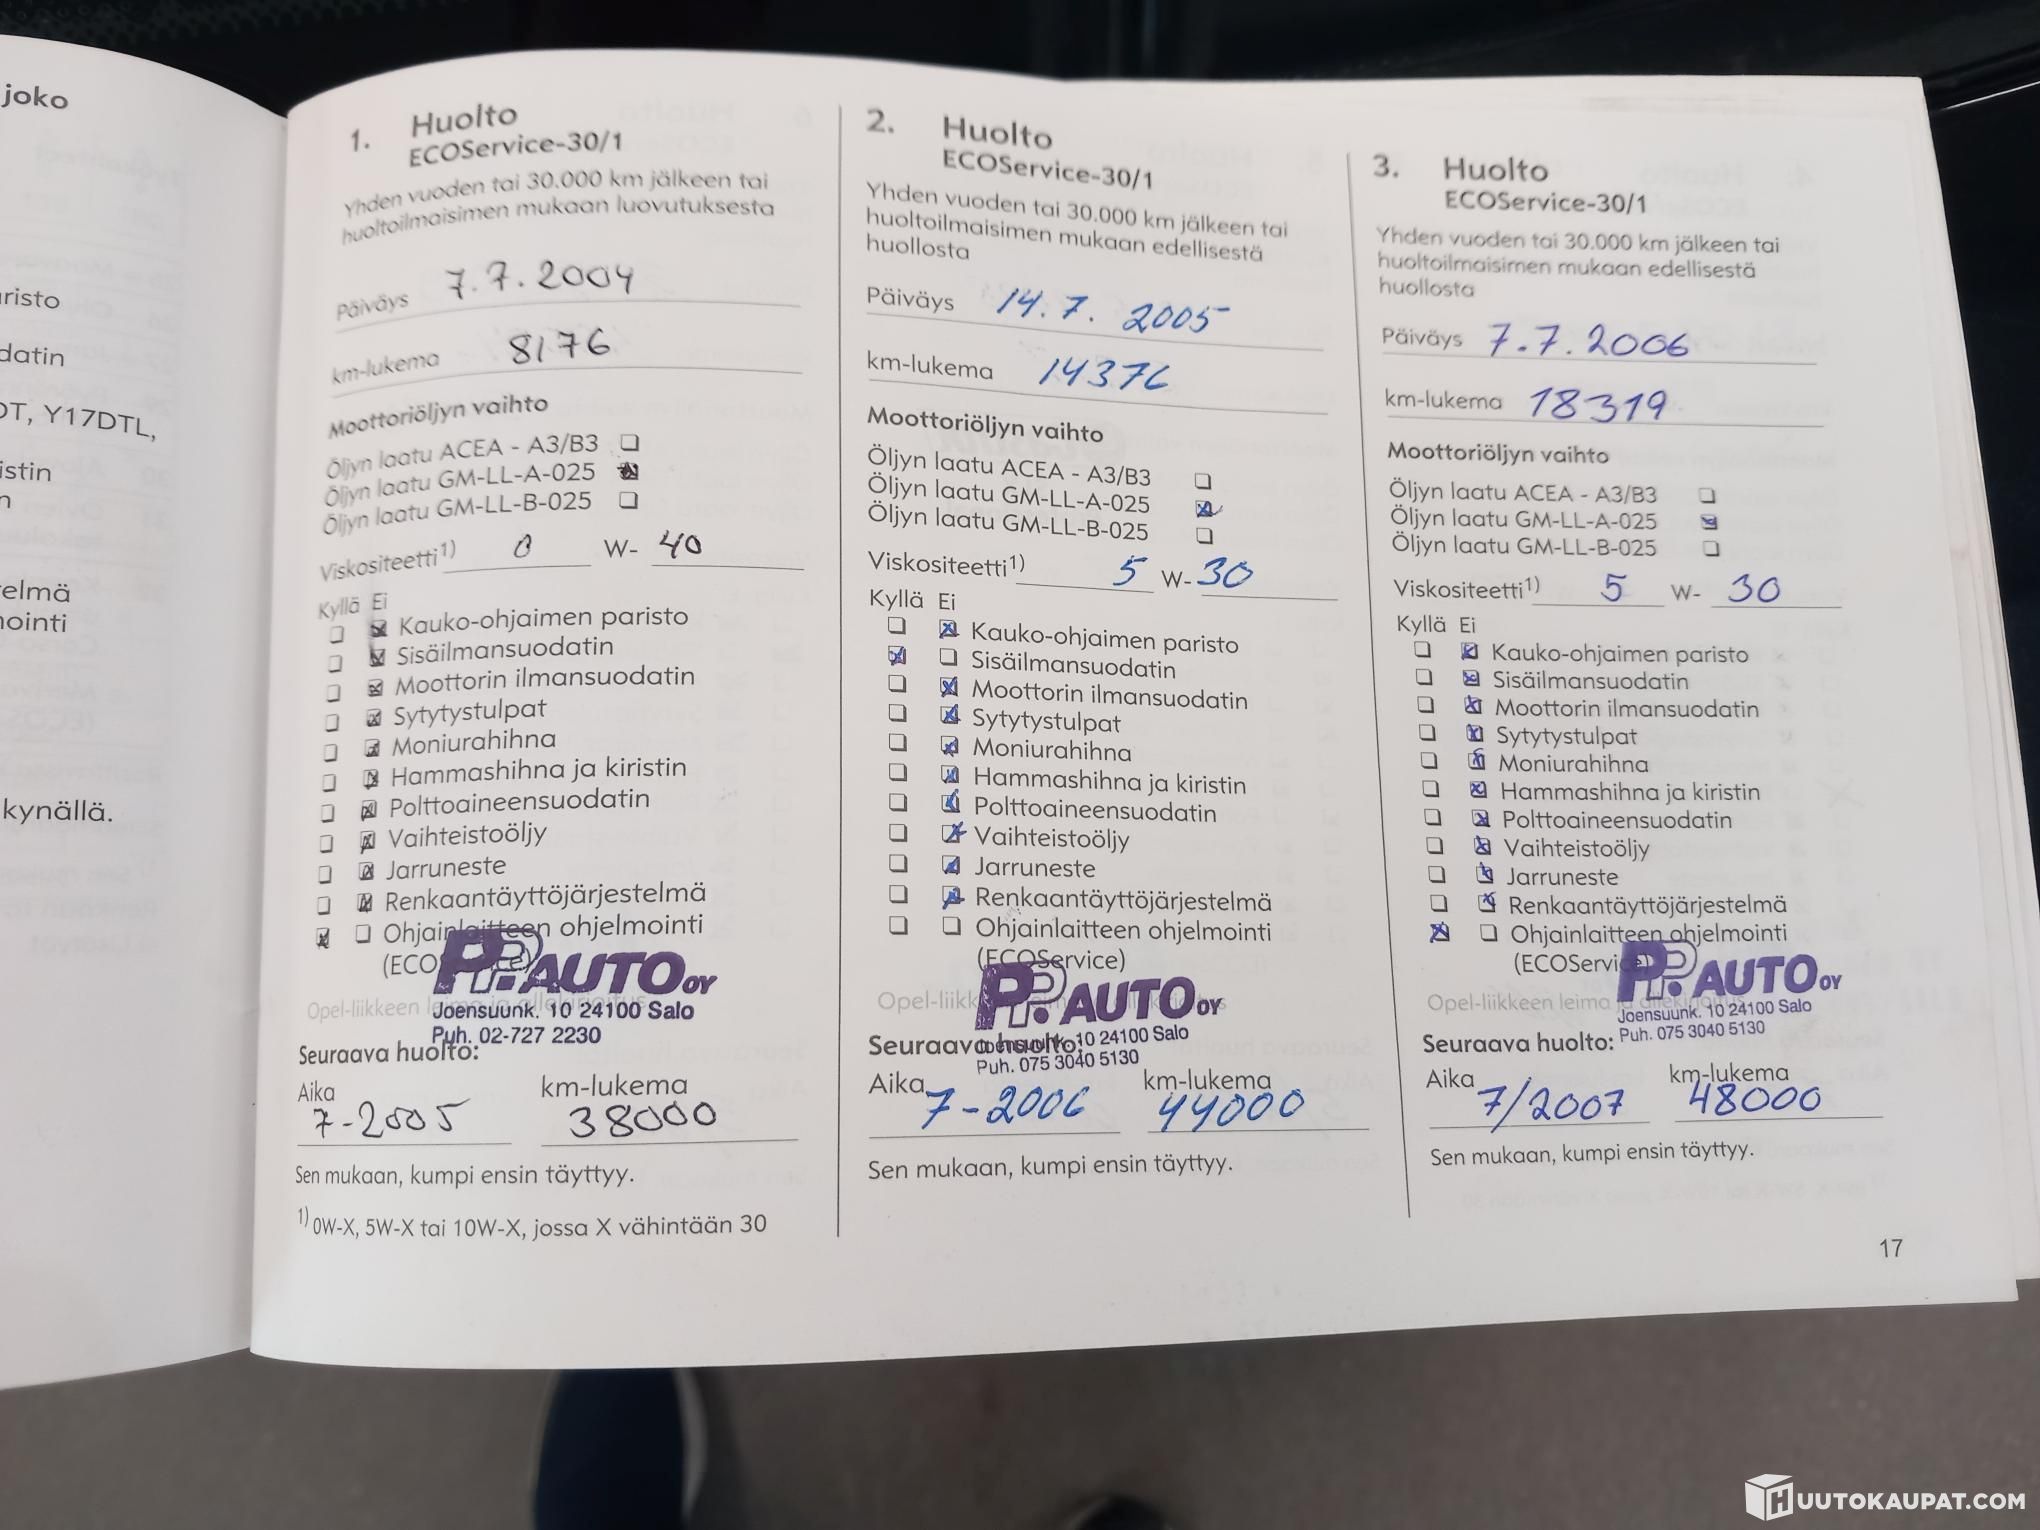 joko
risto
datin
DT, Y17DTL,
istin
n
elmä
nointi
kynällä.
1. Huolto
ECOService-30/1
Yhden vuoden tai 30.000 km jälkeen tai
huoltoilmaisimen mukaan luovutuksesta
Päiväys 7.7.2004
km-lukema 8176
Moottoriöljyn vaihto
Öljyn laatu ACEA - A3/B3
Öljyn laatu GM-LL-A-025
Öljyn laatu GM-LL-B-025
Viskositeetti1) 0 W- 40
Kyllä Ei
Kauko-ohjaimen paristo
Sisäilmansuodatin
Moottorin ilmansuodatin
Sytytystulpat
Moniurahihna
Hammashihna ja kiristin
Polttoaineensuodatin
Vaihteistoöljy
Jarruneste
Renkaantäyttöjärjestelmä
Ohjainlaitteen ohjelmointi
(ECOService)
PP.AUTO OY
Opel-liikkeen leima ja allekirjoitus
Joensuunk. 10 24100 Salo
Puh. 02-727 2230
Seuraava huolto:
Aika km-lukema
7-2005 38000
Sen mukaan, kumpi ensin täyttyy.
1) 0W-X, 5W-X tai 10W-X, jossa X vähintään 30
2. Huolto
ECOService-30/1
Yhden vuoden tai 30.000 km jälkeen tai
huoltoilmaisimen mukaan edellisestä
huollosta
Päiväys 14.7. 2005
km-lukema 14376
Moottoriöljyn vaihto
Öljyn laatu ACEA - A3/B3
Öljyn laatu GM-LL-A-025
Öljyn laatu GM-LL-B-025
Viskositeetti1) 5 W- 30
Kyllä Ei
Kauko-ohjaimen paristo
Sisäilmansuodatin
Moottorin ilmansuodatin
Sytytystulpat
Moniurahihna
Hammashihna ja kiristin
Polttoaineensuodatin
Vaihteistoöljy
Jarruneste
Renkaantäyttöjärjestelmä
Ohjainlaitteen ohjelmointi
(ECOService)
PP.AUTO OY
Opel-liikkeen leima ja allekirjoitus
Joensuunk. 10 24100 Salo
Puh. 075 3040 5130
Seuraava huolto:
Aika km-lukema
7-2006 44000
Sen mukaan, kumpi ensin täyttyy.
3. Huolto
ECOService-30/1
Yhden vuoden tai 30.000 km jälkeen tai
huoltoilmaisimen mukaan edellisestä
huollosta
Päiväys 7.7.2006
km-lukema 18319
Moottoriöljyn vaihto
Öljyn laatu ACEA - A3/B3
Öljyn laatu GM-LL-A-025
Öljyn laatu GM-LL-B-025
Viskositeetti1) 5 W- 30
Kyllä Ei
Kauko-ohjaimen paristo
Sisäilmansuodatin
Moottorin ilmansuodatin
Sytytystulpat
Moniurahihna
Hammashihna ja kiristin
Polttoaineensuodatin
Vaihteistoöljy
Jarruneste
Renkaantäyttöjärjestelmä
Ohjainlaitteen ohjelmointi
(ECOService)
PP.AUTO OY
Opel-liikkeen leima ja allekirjoitus
Joensuunk. 10 24100 Salo
Puh. 075 3040 5130
Seuraava huolto:
Aika km-lukema
7/2007 48000
Sen mukaan, kumpi ensin täyttyy.
17
HUUTOKAUPAT.COM